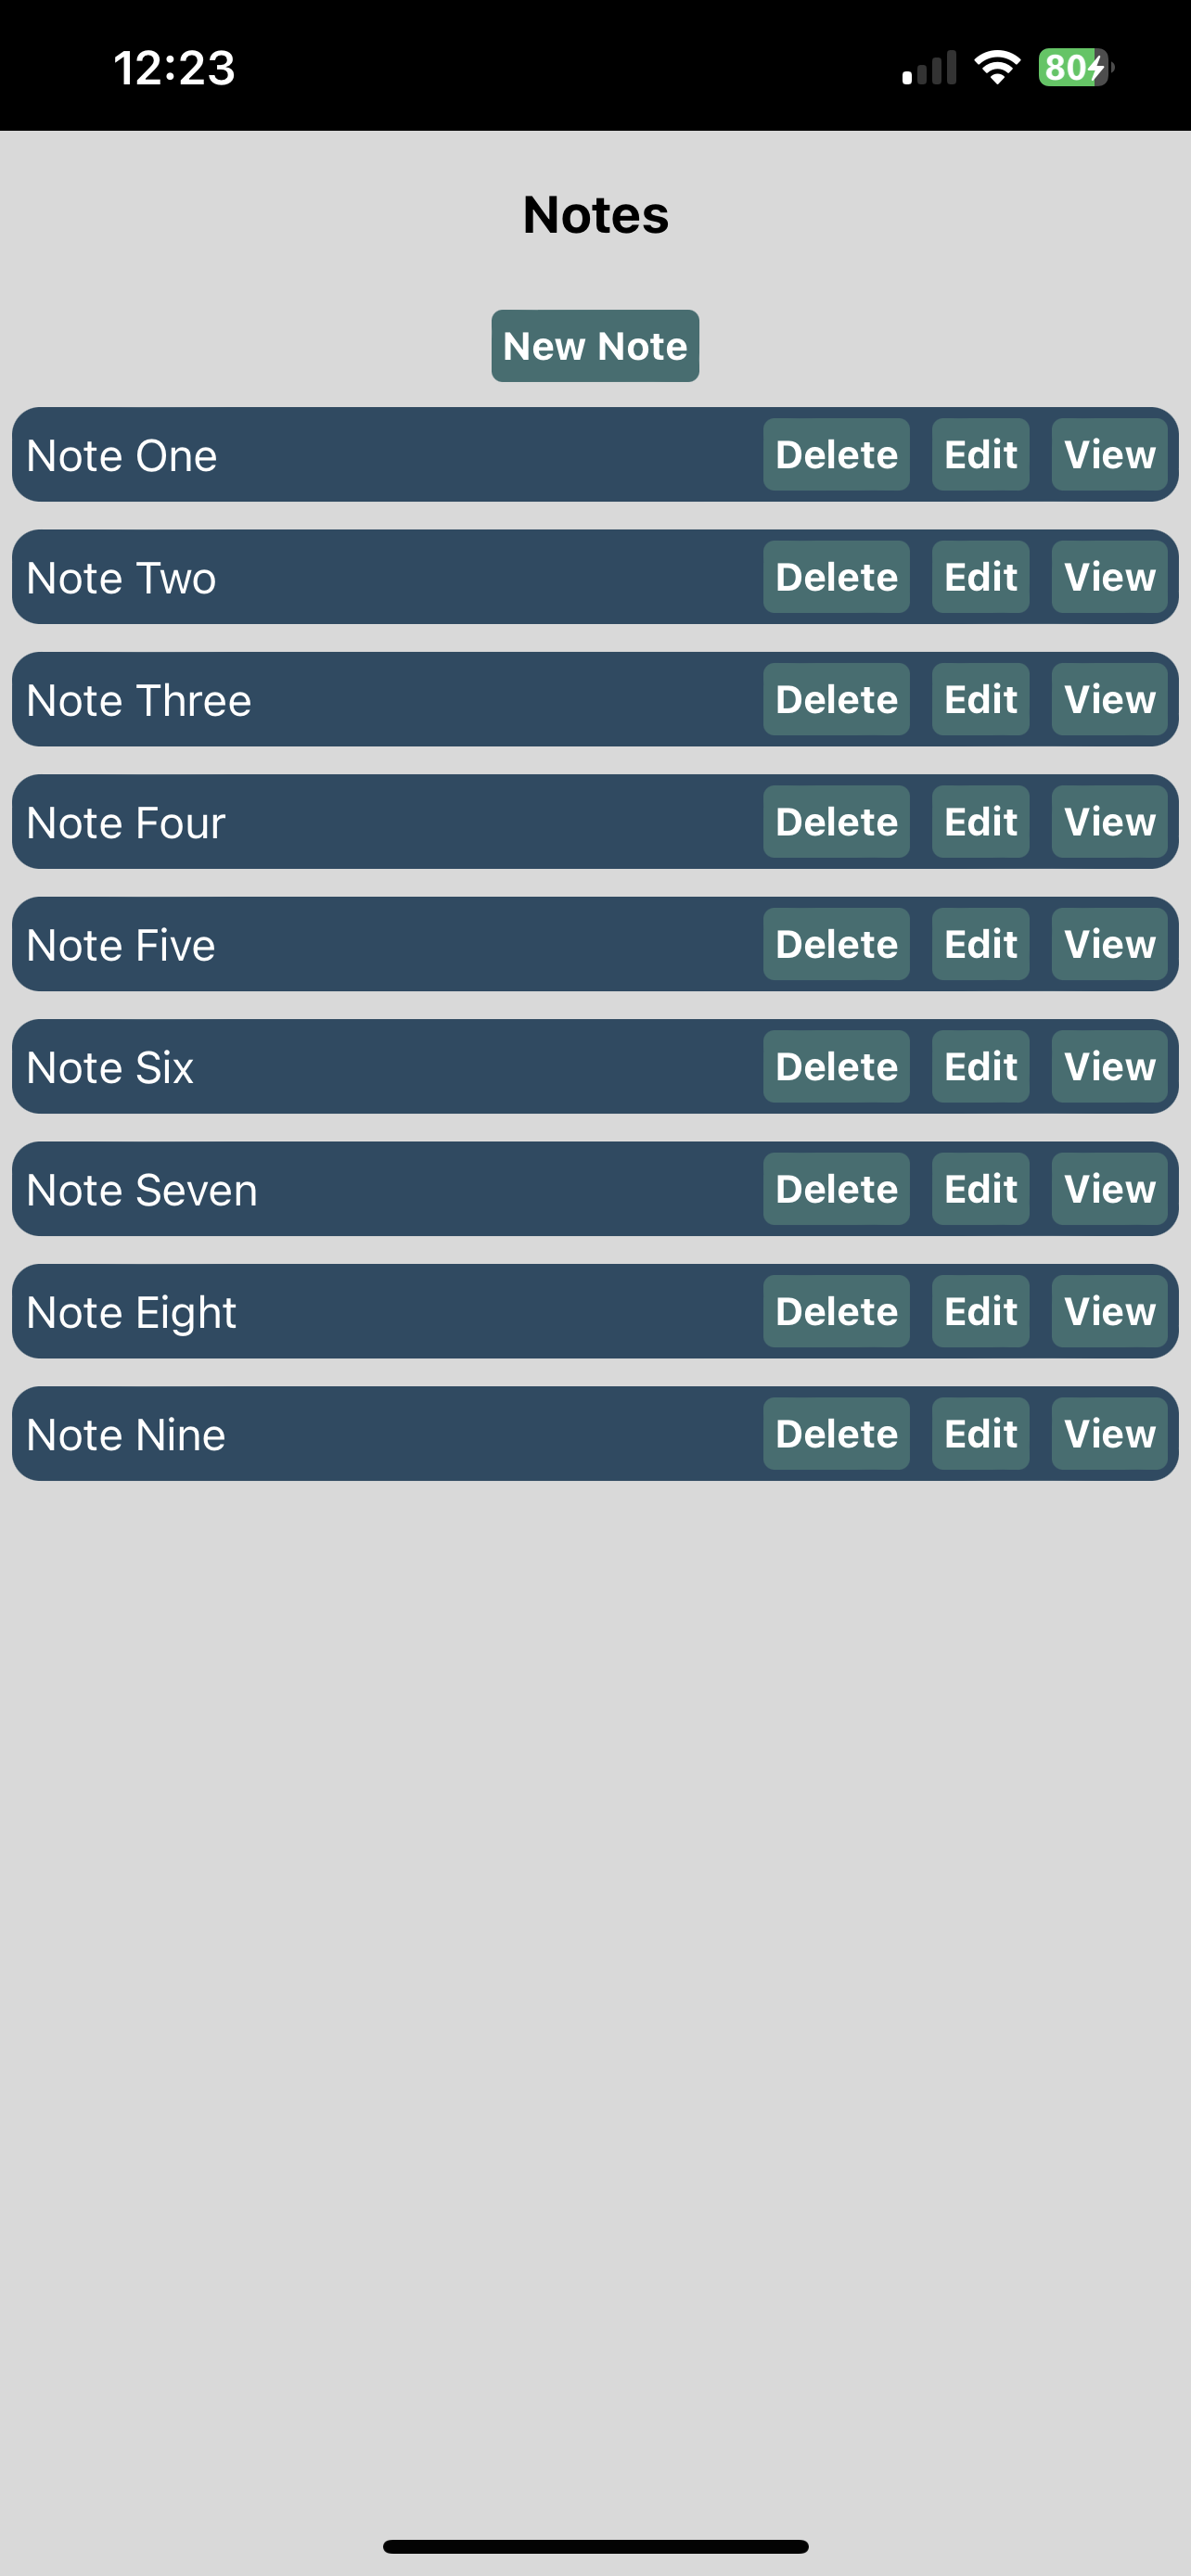 12:23 80
Notes
New Note
Note One Delete Edit View
Note Two Delete Edit View
Note Three Delete Edit View
Note Four Delete Edit View
Note Five Delete Edit View
Note Six Delete Edit View
Note Seven Delete Edit View
Note Eight Delete Edit View
Note Nine Delete Edit View